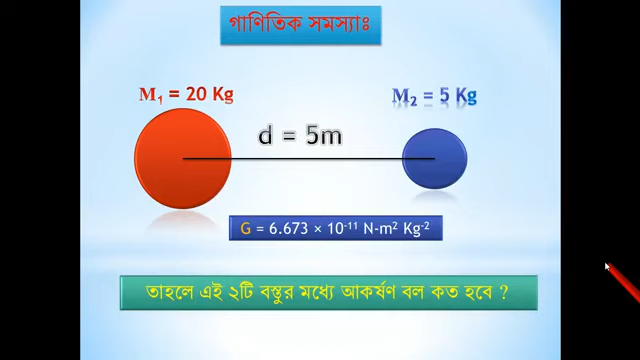 গাণিতিক সমস্যাঃ
M₁ = 20 Kg
M₂ = 5 Kg
d = 5m
G = 6.673 × 10⁻¹¹ N-m² Kg⁻²
তাহলে এই ২টি বস্তুর মধ্যে আকর্ষণ বল কত হবে ?